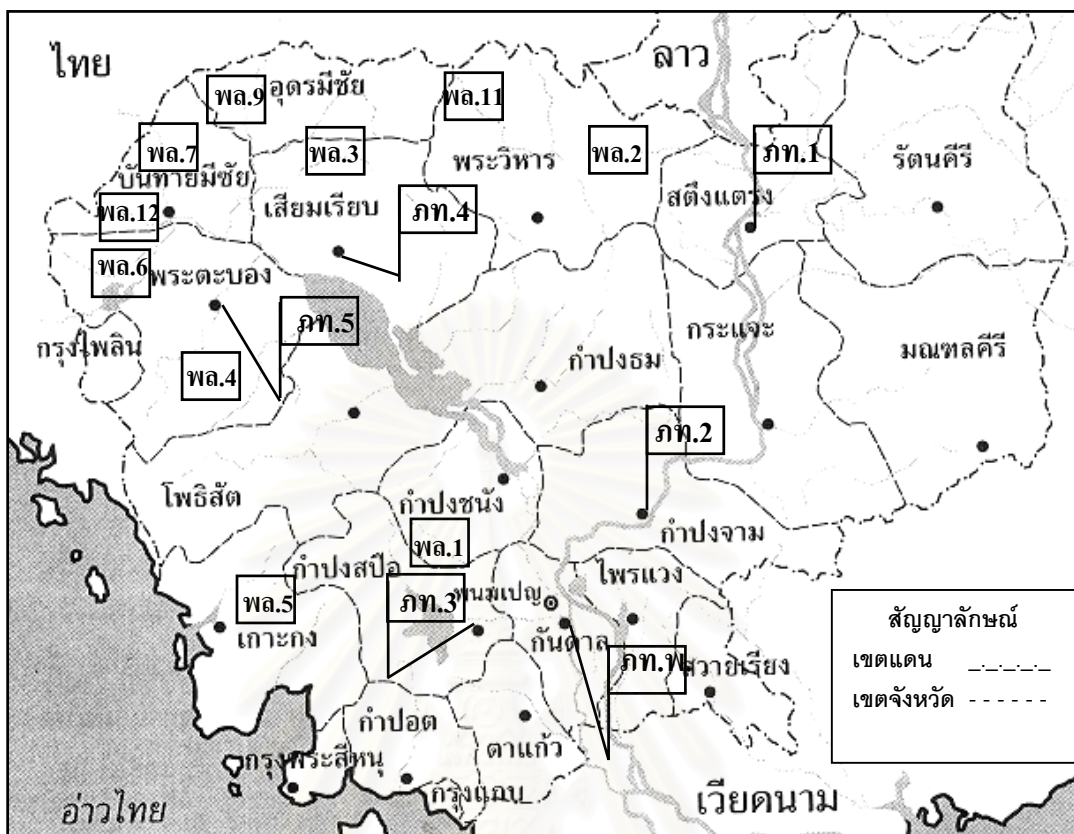 ไทย
ลาว
พล.9
อุดรมีชัย
พล.11
พล.7
พล.3
พล.2
ภท.1
พระวิหาร
รัตนคีรี
บันทายมีชัย
สตึงแตรง
พล.12
เสียมเรียบ
ภท.4
พล.6
พระตะบอง
ภท.5
กระแจะ
กรุงไพลิน
พล.4
กำปงธม
มณฑลคีรี
ภท.2
โพธิสัต
กำปงชนัง
กำปงจาม
พล.1
กำปงสปือ
ไพรแวง
พล.5
ภท.3
พนมเปญ
เกาะกง
กันดาล
ภท.พ.
สวายเรียง
กำปอต
ตาแก้ว
กรุงพระสีหนุ
กรุงแกบ
อ่าวไทย
เวียดนาม
สัญญาลักษณ์
เขตแดน _._._._._
เขตจังหวัด - - - - - -